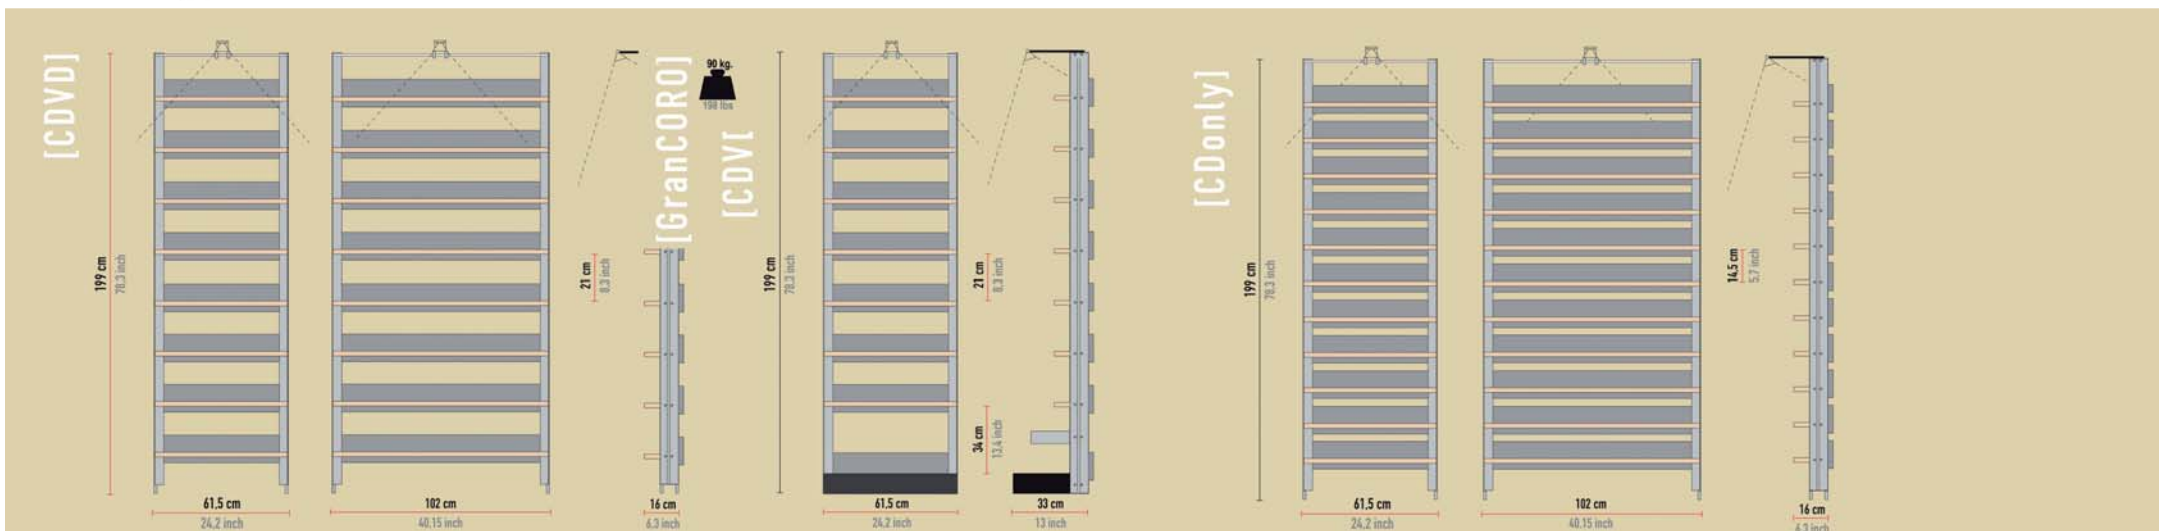 [CDVD]
199 cm
78,3 inch
61,5 cm
24,2 inch
102 cm
40,15 inch
21 cm
8,3 inch
16 cm
6,3 inch
[GranCORO]
90 kg.
198 lbs
[CDV[
199 cm
78,3 inch
61,5 cm
24,2 inch
21 cm
8,3 inch
34 cm
13,4 inch
33 cm
13 inch
[CDonly]
199 cm
78,3 inch
61,5 cm
24,2 inch
102 cm
40,15 inch
14,5 cm
5,7 inch
16 cm
6,3 inch